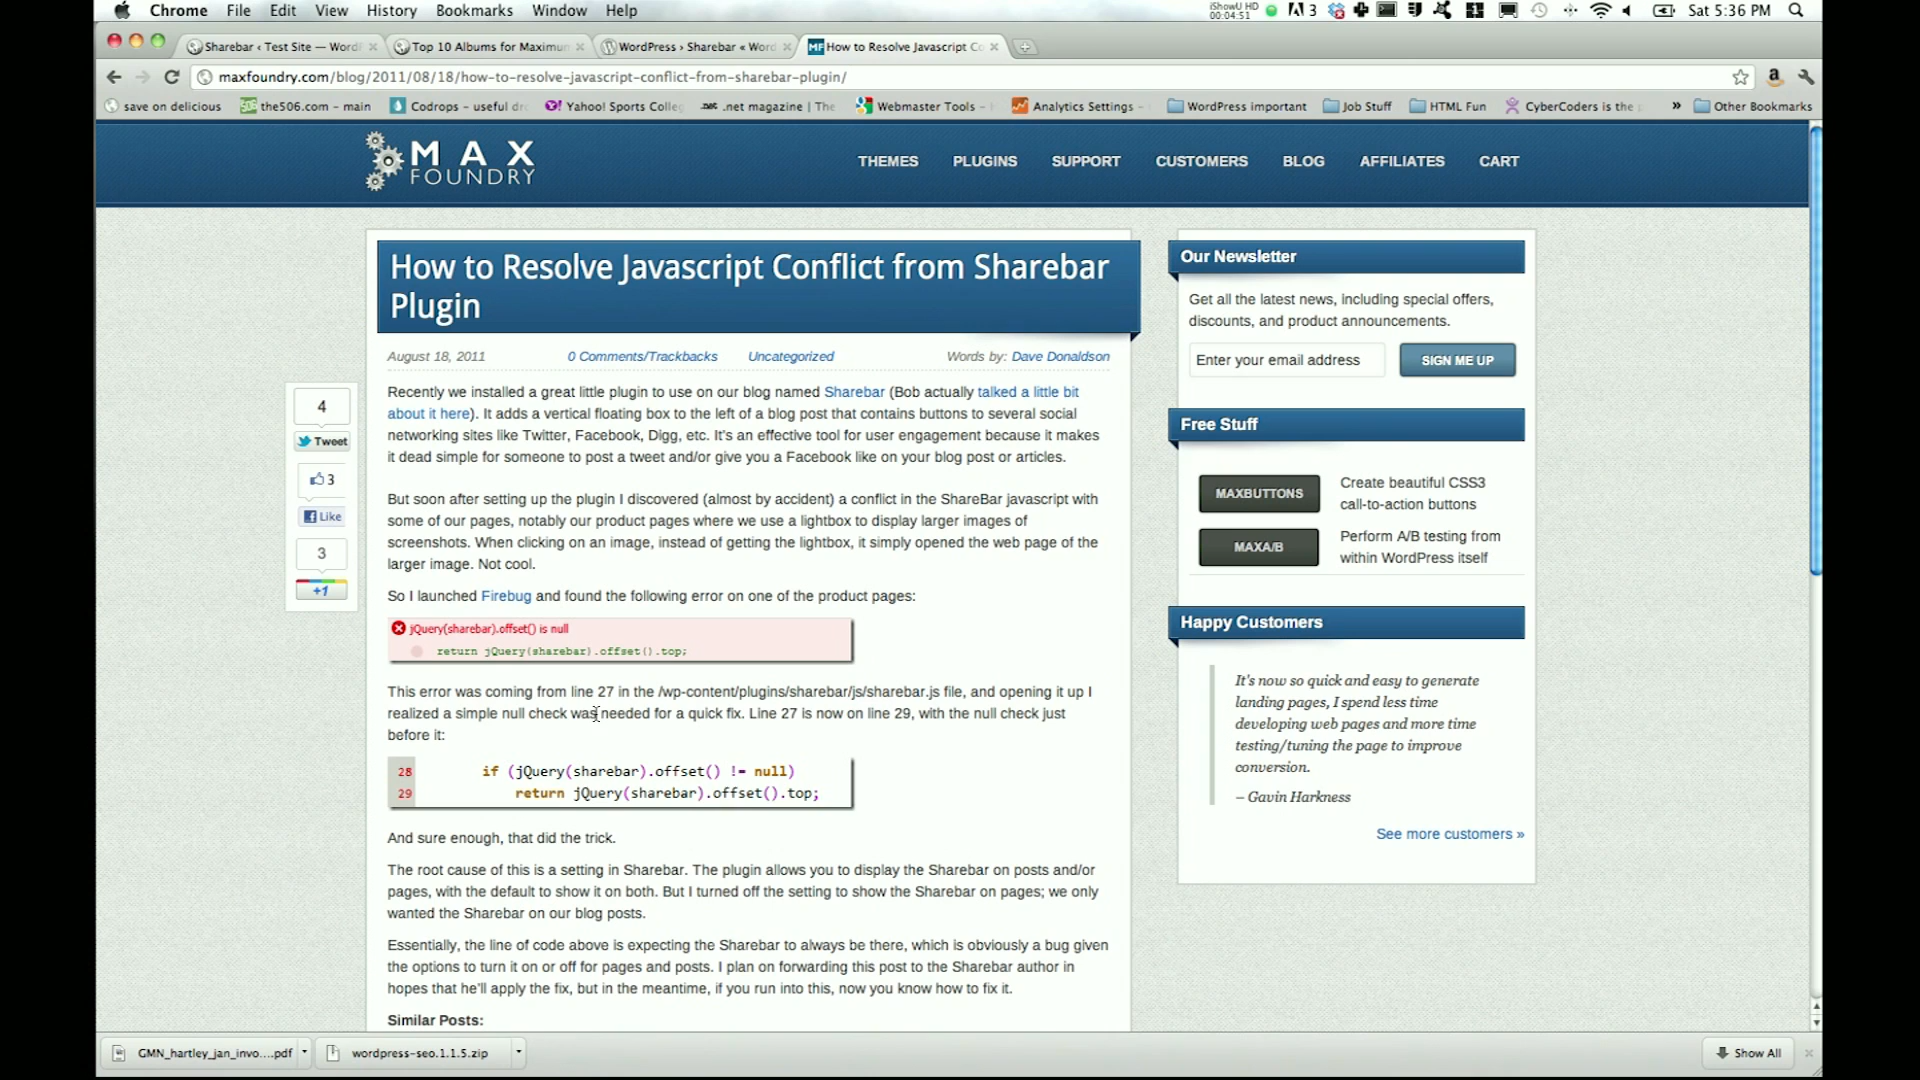 Chrome File Edit View History Bookmarks Window Help
iShowU HD
00:04:51
3
Sat 5:36 PM
Sharebar ‹ Test Site — Word
Top 10 Albums for Maximum
WordPress › Sharebar « Word
MF How to Resolve Javascript Co
maxfoundry.com/blog/2011/08/18/how-to-resolve-javascript-conflict-from-sharebar-plugin/
save on delicious
the506.com - main
Codrops - useful dr
Yahoo! Sports Colleg
.net magazine | The
Webmaster Tools -
Analytics Settings -
WordPress important
Job Stuff
HTML Fun
CyberCoders is the
»
Other Bookmarks
MAX
FOUNDRY
THEMES PLUGINS SUPPORT CUSTOMERS BLOG AFFILIATES CART
How to Resolve Javascript Conflict from Sharebar
Plugin
August 18, 2011 0 Comments/Trackbacks Uncategorized Words by: Dave Donaldson
4
Tweet
3
Like
3
+1
Recently we installed a great little plugin to use on our blog named Sharebar (Bob actually talked a little bit
about it here). It adds a vertical floating box to the left of a blog post that contains buttons to several social
networking sites like Twitter, Facebook, Digg, etc. It's an effective tool for user engagement because it makes
it dead simple for someone to post a tweet and/or give you a Facebook like on your blog post or articles.
But soon after setting up the plugin I discovered (almost by accident) a conflict in the ShareBar javascript with
some of our pages, notably our product pages where we use a lightbox to display larger images of
screenshots. When clicking on an image, instead of getting the lightbox, it simply opened the web page of the
larger image. Not cool.
So I launched Firebug and found the following error on one of the product pages:
jQuery(sharebar).offset() is null
return jQuery(sharebar).offset().top;
This error was coming from line 27 in the /wp-content/plugins/sharebar/js/sharebar.js file, and opening it up I
realized a simple null check was needed for a quick fix. Line 27 is now on line 29, with the null check just
before it:
28 if (jQuery(sharebar).offset() != null)
29 return jQuery(sharebar).offset().top;
And sure enough, that did the trick.
The root cause of this is a setting in Sharebar. The plugin allows you to display the Sharebar on posts and/or
pages, with the default to show it on both. But I turned off the setting to show the Sharebar on pages; we only
wanted the Sharebar on our blog posts.
Essentially, the line of code above is expecting the Sharebar to always be there, which is obviously a bug given
the options to turn it on or off for pages and posts. I plan on forwarding this post to the Sharebar author in
hopes that he'll apply the fix, but in the meantime, if you run into this, now you know how to fix it.
Similar Posts:
Our Newsletter
Get all the latest news, including special offers,
discounts, and product announcements.
Enter your email address SIGN ME UP
Free Stuff
MAXBUTTONS
Create beautiful CSS3
call-to-action buttons
MAXA/B
Perform A/B testing from
within WordPress itself
Happy Customers
It's now so quick and easy to generate
landing pages, I spend less time
developing web pages and more time
testing/tuning the page to improve
conversion.
– Gavin Harkness
See more customers »
GMN_hartley_jan_invo....pdf
wordpress-seo.1.1.5.zip
Show All